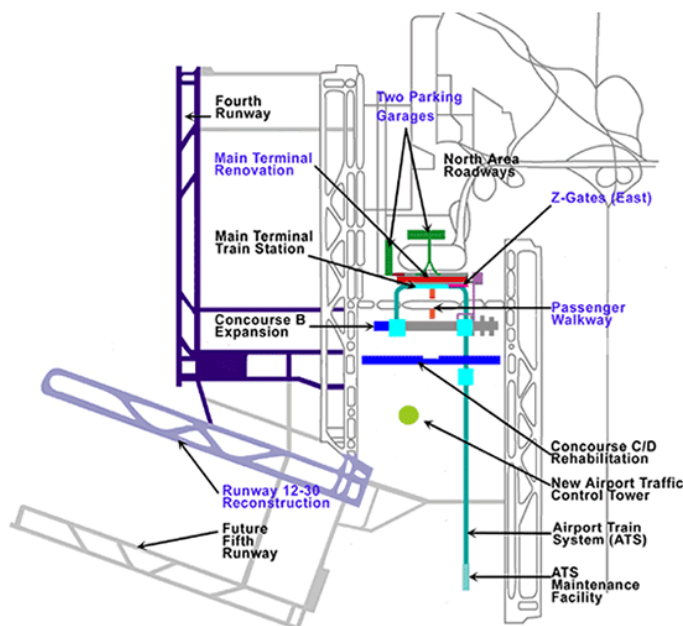 Fourth
Runway
Two Parking
Garages
Main Terminal
Renovation
North Area
Roadways
Z-Gates (East)
Main Terminal
Train Station
Passenger
Walkway
Concourse B
Expansion
Concourse C/D
Rehabilitation
New Airport Traffic
Control Tower
Runway 12-30
Reconstruction
Future
Fifth
Runway
Airport Train
System (ATS)
ATS
Maintenance
Facility